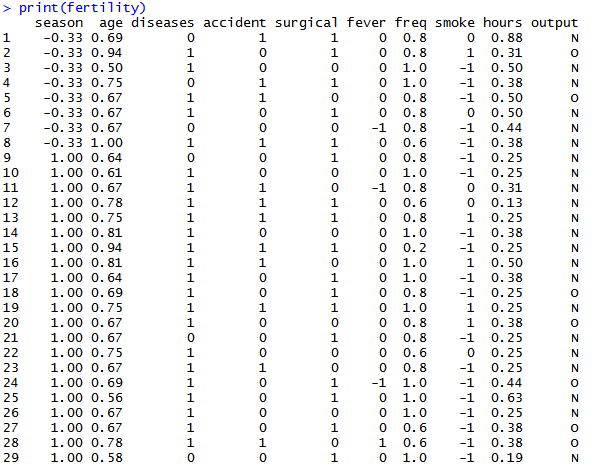 > print(fertility)
season age diseases accident surgical fever freq smoke hours output
1 -0.33 0.69 0 1 1 0 0.8 0 0.88 N
2 -0.33 0.94 1 0 1 0 0.8 1 0.31 O
3 -0.33 0.50 1 0 0 0 1.0 -1 0.50 N
4 -0.33 0.75 0 1 1 0 1.0 -1 0.38 N
5 -0.33 0.67 1 1 0 0 0.8 -1 0.50 O
6 -0.33 0.67 1 0 1 0 0.8 0 0.50 N
7 -0.33 0.67 0 0 0 -1 0.8 -1 0.44 N
8 -0.33 1.00 1 1 1 0 0.6 -1 0.38 N
9 1.00 0.64 0 0 1 0 0.8 -1 0.25 N
10 1.00 0.61 1 0 0 0 1.0 -1 0.25 N
11 1.00 0.67 1 1 0 -1 0.8 0 0.31 N
12 1.00 0.78 1 1 1 0 0.6 0 0.13 N
13 1.00 0.75 1 1 1 0 0.8 1 0.25 N
14 1.00 0.81 1 0 0 0 1.0 -1 0.38 N
15 1.00 0.94 1 1 1 0 0.2 -1 0.25 N
16 1.00 0.81 1 1 0 0 1.0 1 0.50 N
17 1.00 0.64 1 0 1 0 1.0 -1 0.38 N
18 1.00 0.69 1 0 1 0 0.8 -1 0.25 O
19 1.00 0.75 1 1 1 0 1.0 1 0.25 N
20 1.00 0.67 1 0 0 0 0.8 1 0.38 O
21 1.00 0.67 0 0 1 0 0.8 -1 0.25 N
22 1.00 0.75 1 0 0 0 0.6 0 0.25 N
23 1.00 0.67 1 1 0 0 0.8 -1 0.25 N
24 1.00 0.69 1 0 1 -1 1.0 -1 0.44 O
25 1.00 0.56 1 0 1 0 1.0 -1 0.63 N
26 1.00 0.67 1 0 0 0 1.0 -1 0.25 N
27 1.00 0.67 1 0 1 0 0.6 -1 0.38 O
28 1.00 0.78 1 1 0 1 0.6 -1 0.38 O
29 1.00 0.58 0 0 1 0 1.0 -1 0.19 N